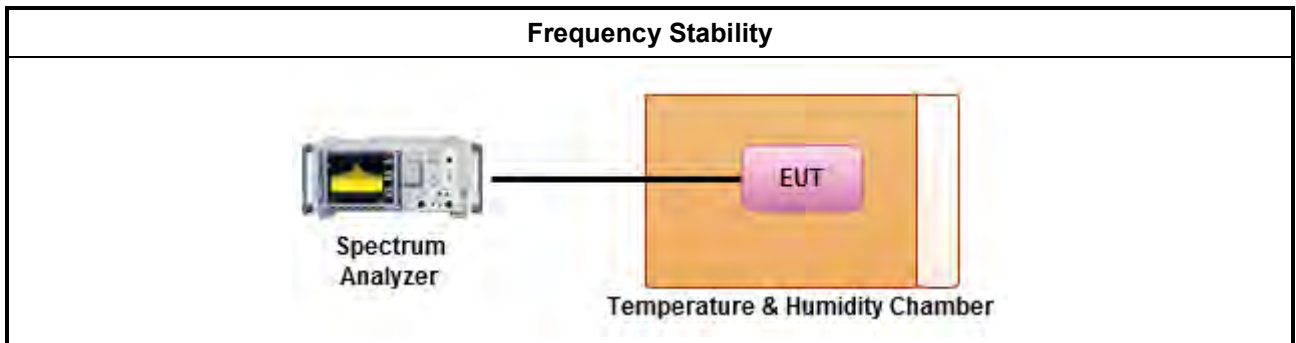 Frequency Stability
EUT
Spectrum
Analyzer
Temperature & Humidity Chamber